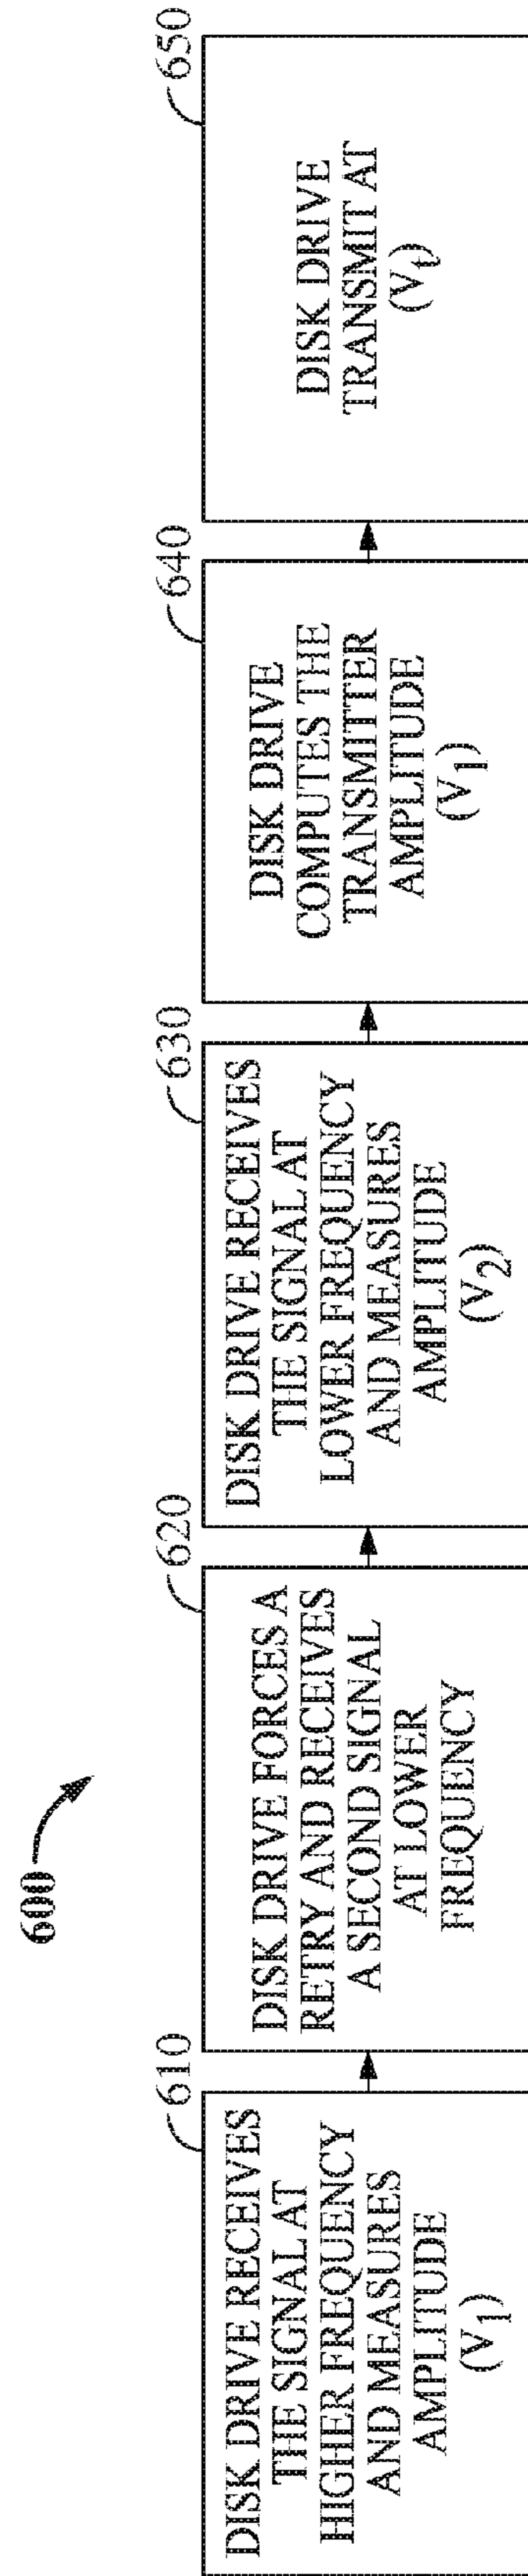 600
610
DISK DRIVE RECEIVES
THE SIGNAL AT
HIGHER FREQUENCY
AND MEASURES
AMPLITUDE
(V1)
620
DISK DRIVE FORCES A
RETRY AND RECEIVES
A SECOND SIGNAL
AT LOWER
FREQUENCY
630
DISK DRIVE RECEIVES
THE SIGNAL AT
LOWER FREQUENCY
AND MEASURES
AMPLITUDE
(V2)
640
DISK DRIVE
COMPUTES THE
TRANSMITTER
AMPLITUDE
(V1)
650
DISK DRIVE
TRANSMIT AT
(Vt)